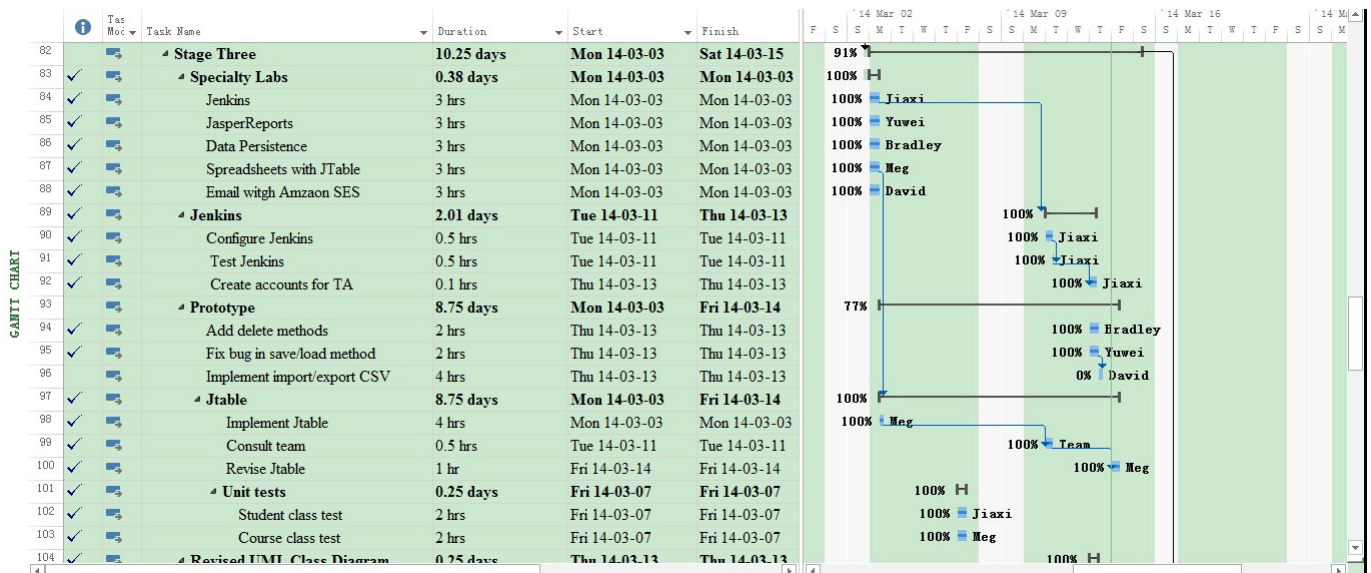 14 Mar 02 14 Mar 09 14 Mar 16
Task Name Duration Start Finish F S S M T W T F S S M T W T F S S M T W T F S S
82 Stage Three 10.25 days Mon 14-03-03 Sat 14-03-15 91%
83 Specialty Labs 0.38 days Mon 14-03-03 Mon 14-03-03 100%
84 Jenkins 3 hrs Mon 14-03-03 Mon 14-03-03 100% Jiaxi
85 JasperReports 3 hrs Mon 14-03-03 Mon 14-03-03 100% Yuwei
86 Data Persistence 3 hrs Mon 14-03-03 Mon 14-03-03 100% Bradley
87 Spreadsheets with JTable 3 hrs Mon 14-03-03 Mon 14-03-03 100% Meg
88 Email witgh Amzaon SES 3 hrs Mon 14-03-03 Mon 14-03-03 100% David
89 Jenkins 2.01 days Tue 14-03-11 Thu 14-03-13 100%
90 Configure Jenkins 0.5 hrs Tue 14-03-11 Tue 14-03-11 100% Jiaxi
91 Test Jenkins 0.5 hrs Tue 14-03-11 Tue 14-03-11 100% Jiaxi
92 Create accounts for TA 0.1 hrs Thu 14-03-13 Thu 14-03-13 100% Jiaxi
93 Prototype 8.75 days Mon 14-03-03 Fri 14-03-14 77%
94 Add delete methods 2 hrs Thu 14-03-13 Thu 14-03-13 100% Bradley
95 Fix bug in save/load method 2 hrs Thu 14-03-13 Thu 14-03-13 100% Yuwei
96 Implement import/export CSV 4 hrs Thu 14-03-13 Thu 14-03-13 0% David
97 Jtable 8.75 days Mon 14-03-03 Fri 14-03-14 100%
98 Implement Jtable 4 hrs Mon 14-03-03 Mon 14-03-03 100% Meg
99 Consult team 0.5 hrs Tue 14-03-11 Tue 14-03-11 100% Team
100 Revise Jtable 1 hr Fri 14-03-14 Fri 14-03-14 100% Meg
101 Unit tests 0.25 days Fri 14-03-07 Fri 14-03-07 100%
102 Student class test 2 hrs Fri 14-03-07 Fri 14-03-07 100% Jiaxi
103 Course class test 2 hrs Fri 14-03-07 Fri 14-03-07 100% Meg
104 Revised UML Class Diagram 0.25 days Thu 14-03-13 Thu 14-03-13 100%
GANTT CHART